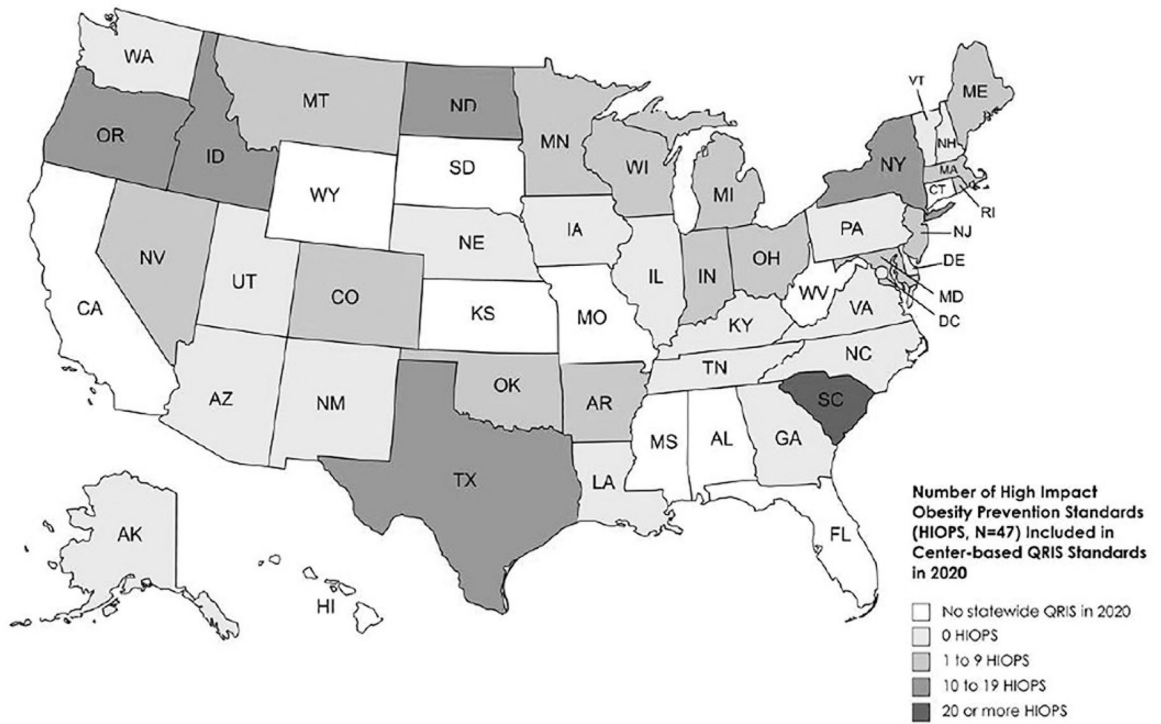 WA
MT
ND
MN
VT
ME
OR
ID
SD
WI
MI
NY
NH
MA
CT
RI
WY
NE
IA
PA
NJ
NV
UT
CO
IL
IN
OH
DE
MD
DC
CA
KS
MO
WV
VA
KY
AZ
NM
OK
AR
TN
NC
SC
TX
LA
MS
AL
GA
FL
AK
HI
Number of High Impact
Obesity Prevention Standards
(HIOPS, N=47) Included in
Center-based QRIS Standards
in 2020
No statewide QRIS in 2020
0 HIOPS
1 to 9 HIOPS
10 to 19 HIOPS
20 or more HIOPS